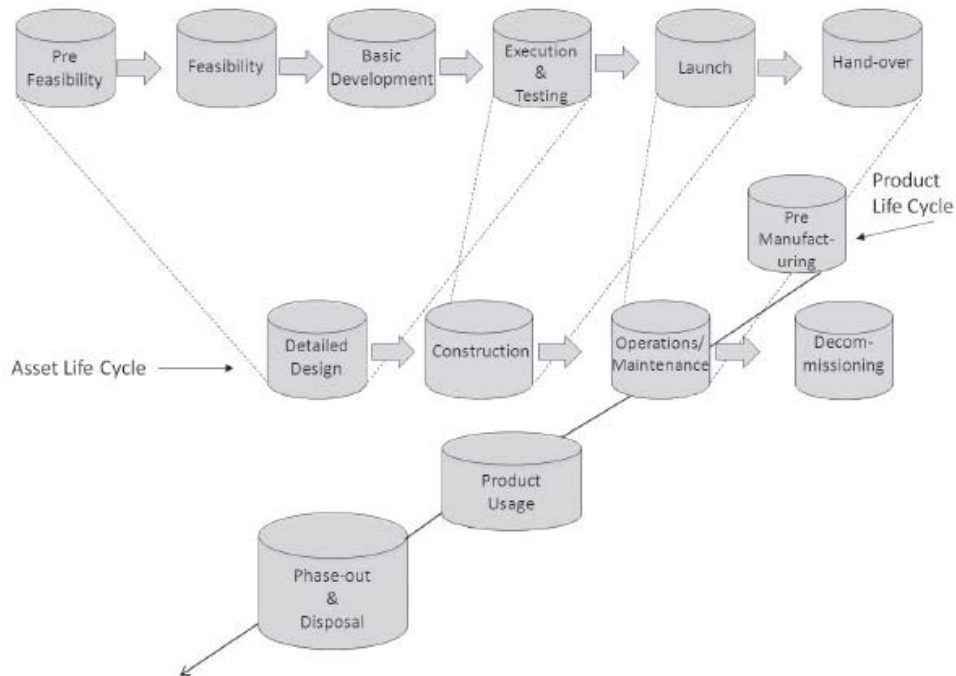 Pre
Feasibility
Feasibility
Basic
Development
Execution
&
Testing
Launch
Hand-over
Product
Life Cycle
Pre
Manufact-
uring
Asset Life Cycle
Detailed
Design
Construction
Operations/
Maintenance
Decom-
missioning
Product
Usage
Phase-out
&
Disposal